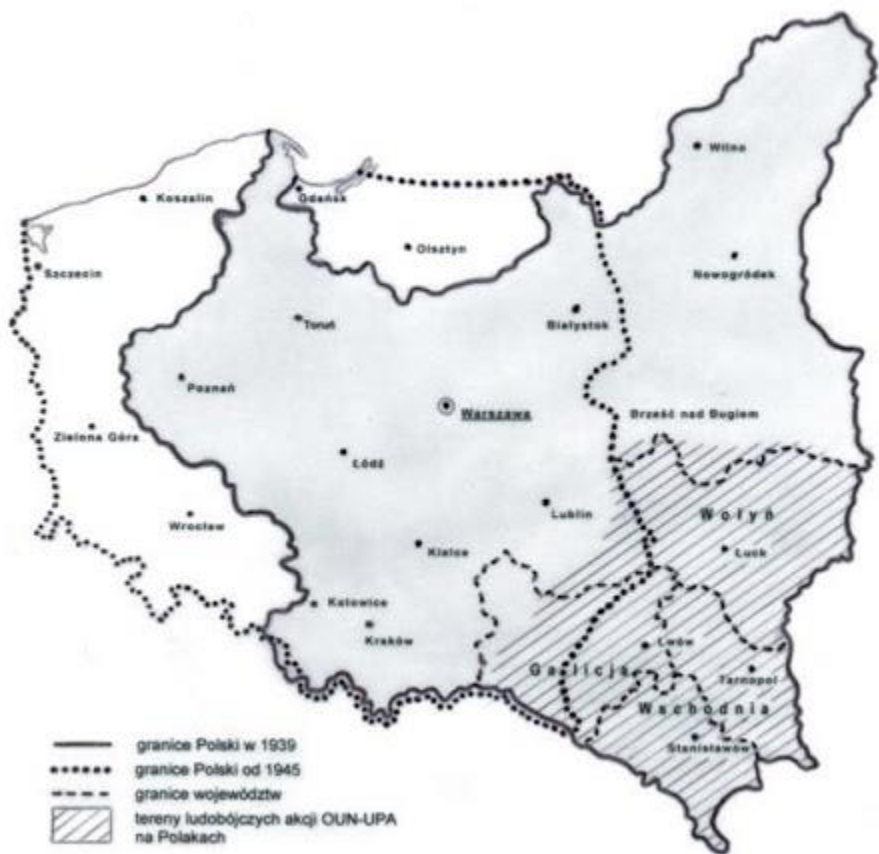 Wilno
Koszalin
Gdańsk
Olsztyn
Szczecin
Nowogródek
Toruń
Białystok
Poznań
Warszawa
Brześć nad Bugiem
Zielona Góra
Łódź
Wrocław
Lublin
Wołyń
Łuck
Kielce
Katowice
Kraków
Lwów
Galicja
Tarnopol
Wschodnia
Stanisławów
granice Polski w 1939
granice Polski od 1945
granice województw
tereny ludobójczych akcji OUN-UPA
na Polakach